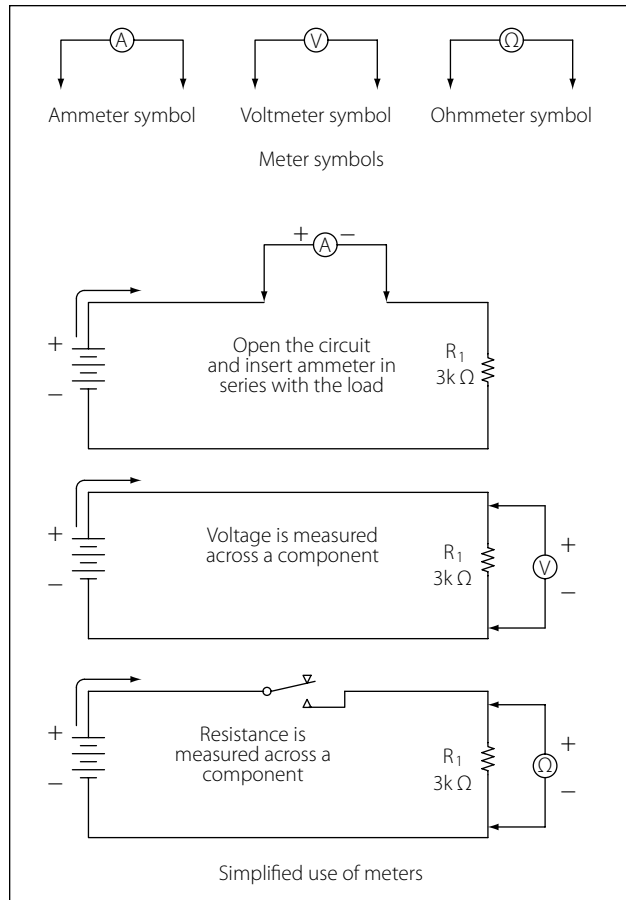 A
V
Ω
Ammeter symbol
Voltmeter symbol
Ohmmeter symbol
Meter symbols
+ A −
+
−
Open the circuit
and insert ammeter in
series with the load
R1
3k Ω
+
−
Voltage is measured
across a component
R1
3k Ω
+
V
−
+
−
Resistance is
measured across a
component
R1
3k Ω
+
Ω
−
Simplified use of meters